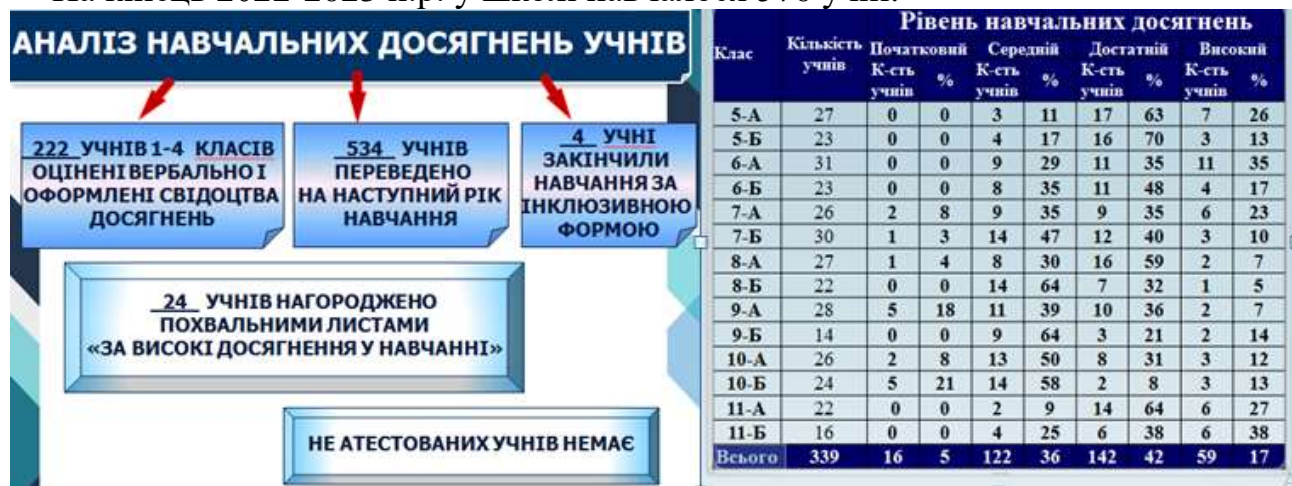 АНАЛІЗ НАВЧАЛЬНИХ ДОСЯГНЕНЬ УЧНІВ
222 УЧНІВ 1-4 КЛАСІВ
ОЦІНЕНІ ВЕРБАЛЬНО І
ОФОРМЛЕНІ СВІДОЦТВА
ДОСЯГНЕНЬ
534 УЧНІВ
ПЕРЕВЕДЕНО
НА НАСТУПНИЙ РІК
НАВЧАННЯ
4 УЧНІ
ЗАКІНЧИЛИ
НАВЧАННЯ ЗА
ІНКЛЮЗИВНОЮ
ФОРМОЮ
24 УЧНІВ НАГОРОДЖЕНО
ПОХВАЛЬНИМИ ЛИСТАМИ
«ЗА ВИСОКІ ДОСЯГНЕННЯ У НАВЧАННІ»
НЕ АТЕСТОВАНИХ УЧНІВ НЕМАЄ
Рівень навчальних досягнень
Клас Кількість учнів Початковий Середній Достатній Високий
К-сть учнів % К-сть учнів % К-сть учнів % К-сть учнів %
5-А 27 0 0 3 11 17 63 7 26
5-Б 23 0 0 4 17 16 70 3 13
6-А 31 0 0 9 29 11 35 11 35
6-Б 23 0 0 8 35 11 48 4 17
7-А 26 2 8 9 35 9 35 6 23
7-Б 30 1 3 14 47 12 40 3 10
8-А 27 1 4 8 30 16 59 2 7
8-Б 22 0 0 14 64 7 32 1 5
9-А 28 5 18 11 39 10 36 2 7
9-Б 14 0 0 9 64 3 21 2 14
10-А 26 2 8 13 50 8 31 3 12
10-Б 24 5 21 14 58 2 8 3 13
11-А 22 0 0 2 9 14 64 6 27
11-Б 16 0 0 4 25 6 38 6 38
Всього 339 16 5 122 36 142 42 59 17